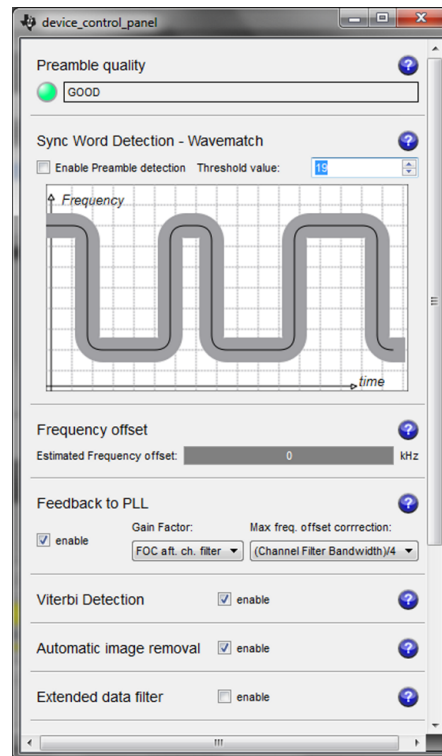 device_control_panel
Preamble quality
GOOD
Sync Word Detection - Wavematch
Enable Preamble detection Threshold value: 19
Frequency
time
Frequency offset
Estimated Frequency offset: 0 kHz
Feedback to PLL
Gain Factor: Max freq. offset corrrection:
enable FOC aft. ch. filter (Channel Filter Bandwidth)/4
Viterbi Detection enable
Automatic image removal enable
Extended data filter enable